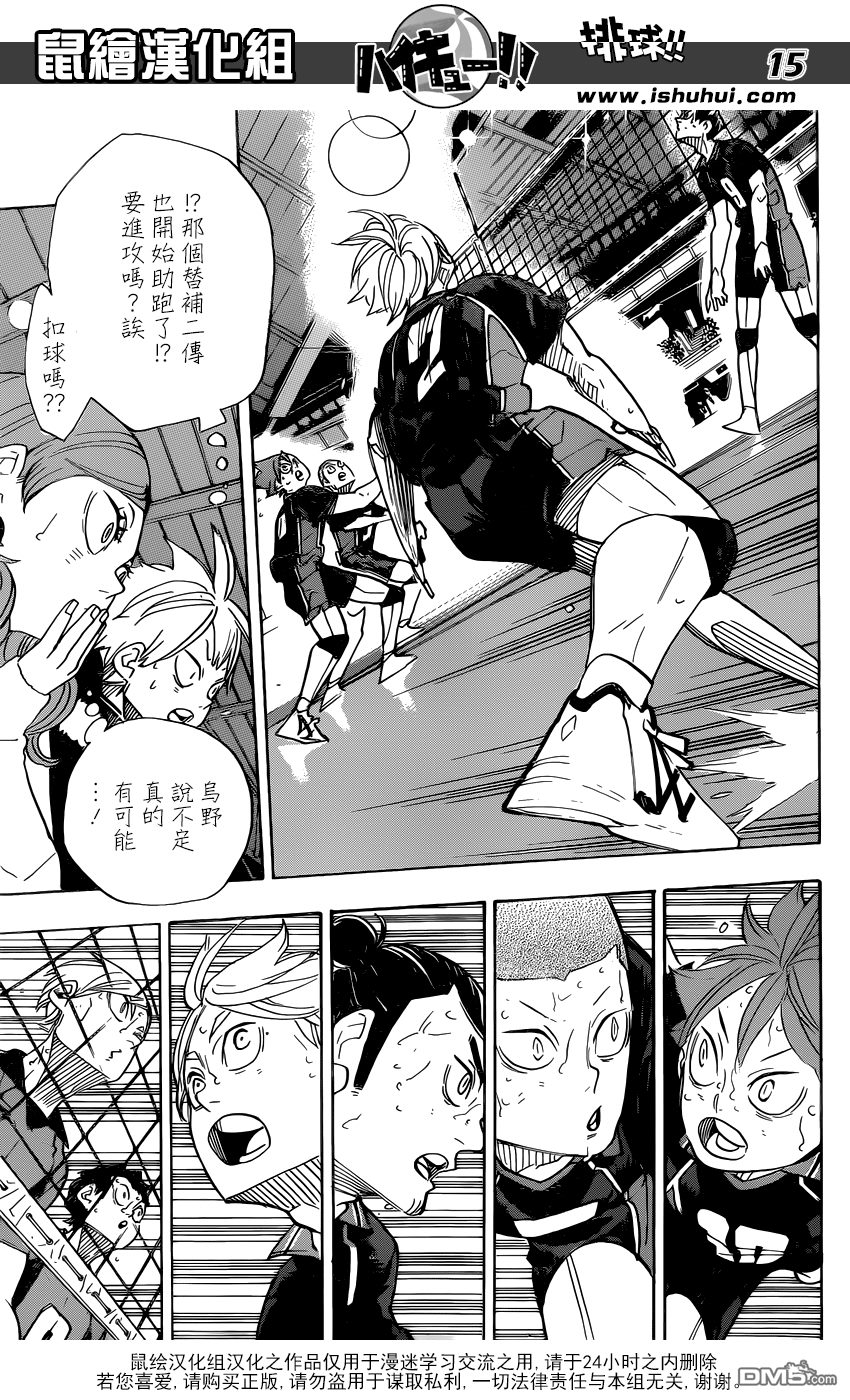 鼠繪漢化組
ハイキュー!!
排球!!
15
www.ishuhui.com
!?那個替補二傳
也開始助跑了!?
要進攻嗎？誒
扣球嗎??
烏野
說不定
真的
有可能
…!
2
鼠绘汉化组汉化之作品仅用于漫迷学习交流之用,请于24小时之内删除
若您喜爱,请购买正版,请勿盗用于谋取私利,一切法律责任与本组无关,谢谢.
DM5.com